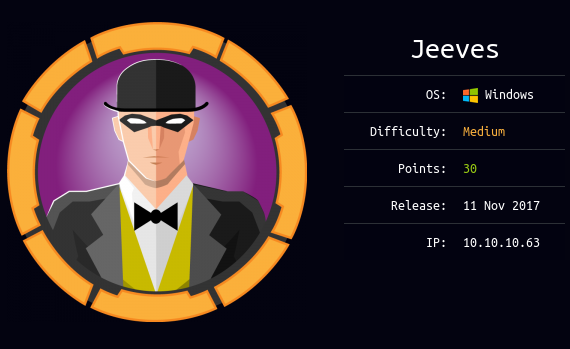 Jeeves
OS: Windows
Difficulty: Medium
Points: 30
Release: 11 Nov 2017
IP: 10.10.10.63